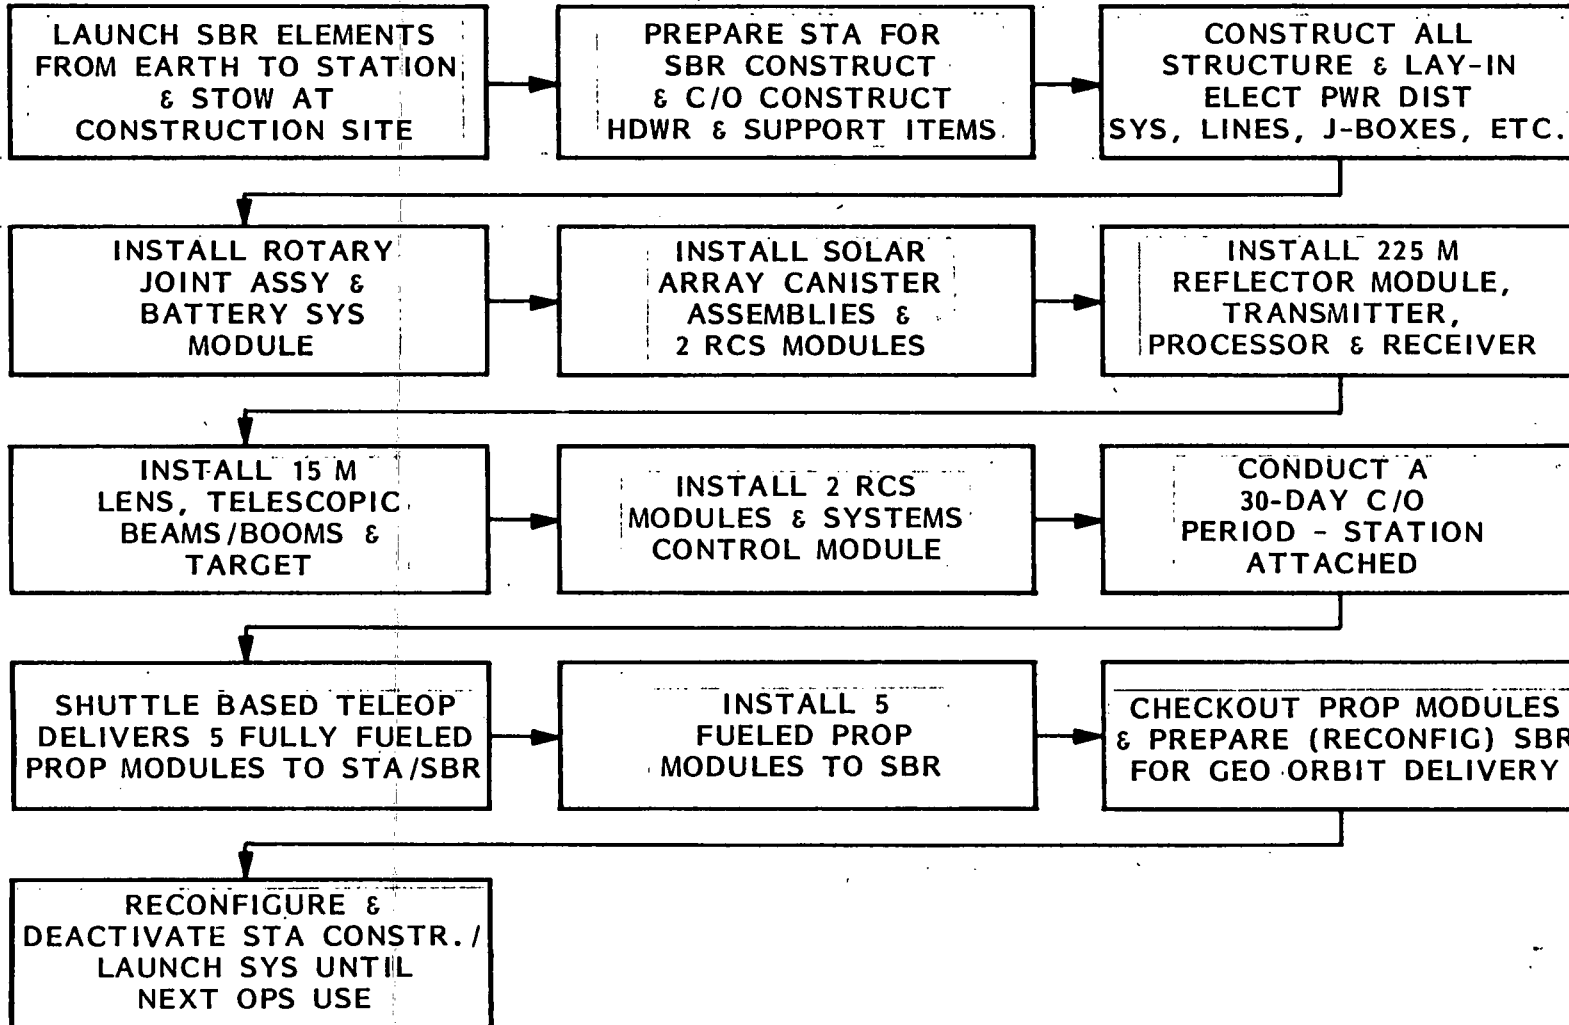 LAUNCH SBR ELEMENTS
FROM EARTH TO STATION
& STOW AT
CONSTRUCTION SITE
PREPARE STA FOR
SBR CONSTRUCT
& C/O CONSTRUCT
HDWR & SUPPORT ITEMS
CONSTRUCT ALL
STRUCTURE & LAY-IN
ELECT PWR DIST
SYS, LINES, J-BOXES, ETC.
INSTALL ROTARY
JOINT ASSY &
BATTERY SYS
MODULE
INSTALL SOLAR
ARRAY CANISTER
ASSEMBLIES &
2 RCS MODULES
INSTALL 225 M
REFLECTOR MODULE,
TRANSMITTER,
PROCESSOR & RECEIVER
INSTALL 15 M
LENS, TELESCOPIC
BEAMS/BOOMS &
TARGET
INSTALL 2 RCS
MODULES & SYSTEMS
CONTROL MODULE
CONDUCT A
30-DAY C/O
PERIOD - STATION
ATTACHED
SHUTTLE BASED TELEOP
DELIVERS 5 FULLY FUELED
PROP MODULES TO STA/SBR
INSTALL 5
FUELED PROP
MODULES TO SBR
CHECKOUT PROP MODULES
& PREPARE (RECONFIG) SBR
FOR GEO ORBIT DELIVERY
RECONFIGURE &
DEACTIVATE STA CONSTR./
LAUNCH SYS UNTIL
NEXT OPS USE